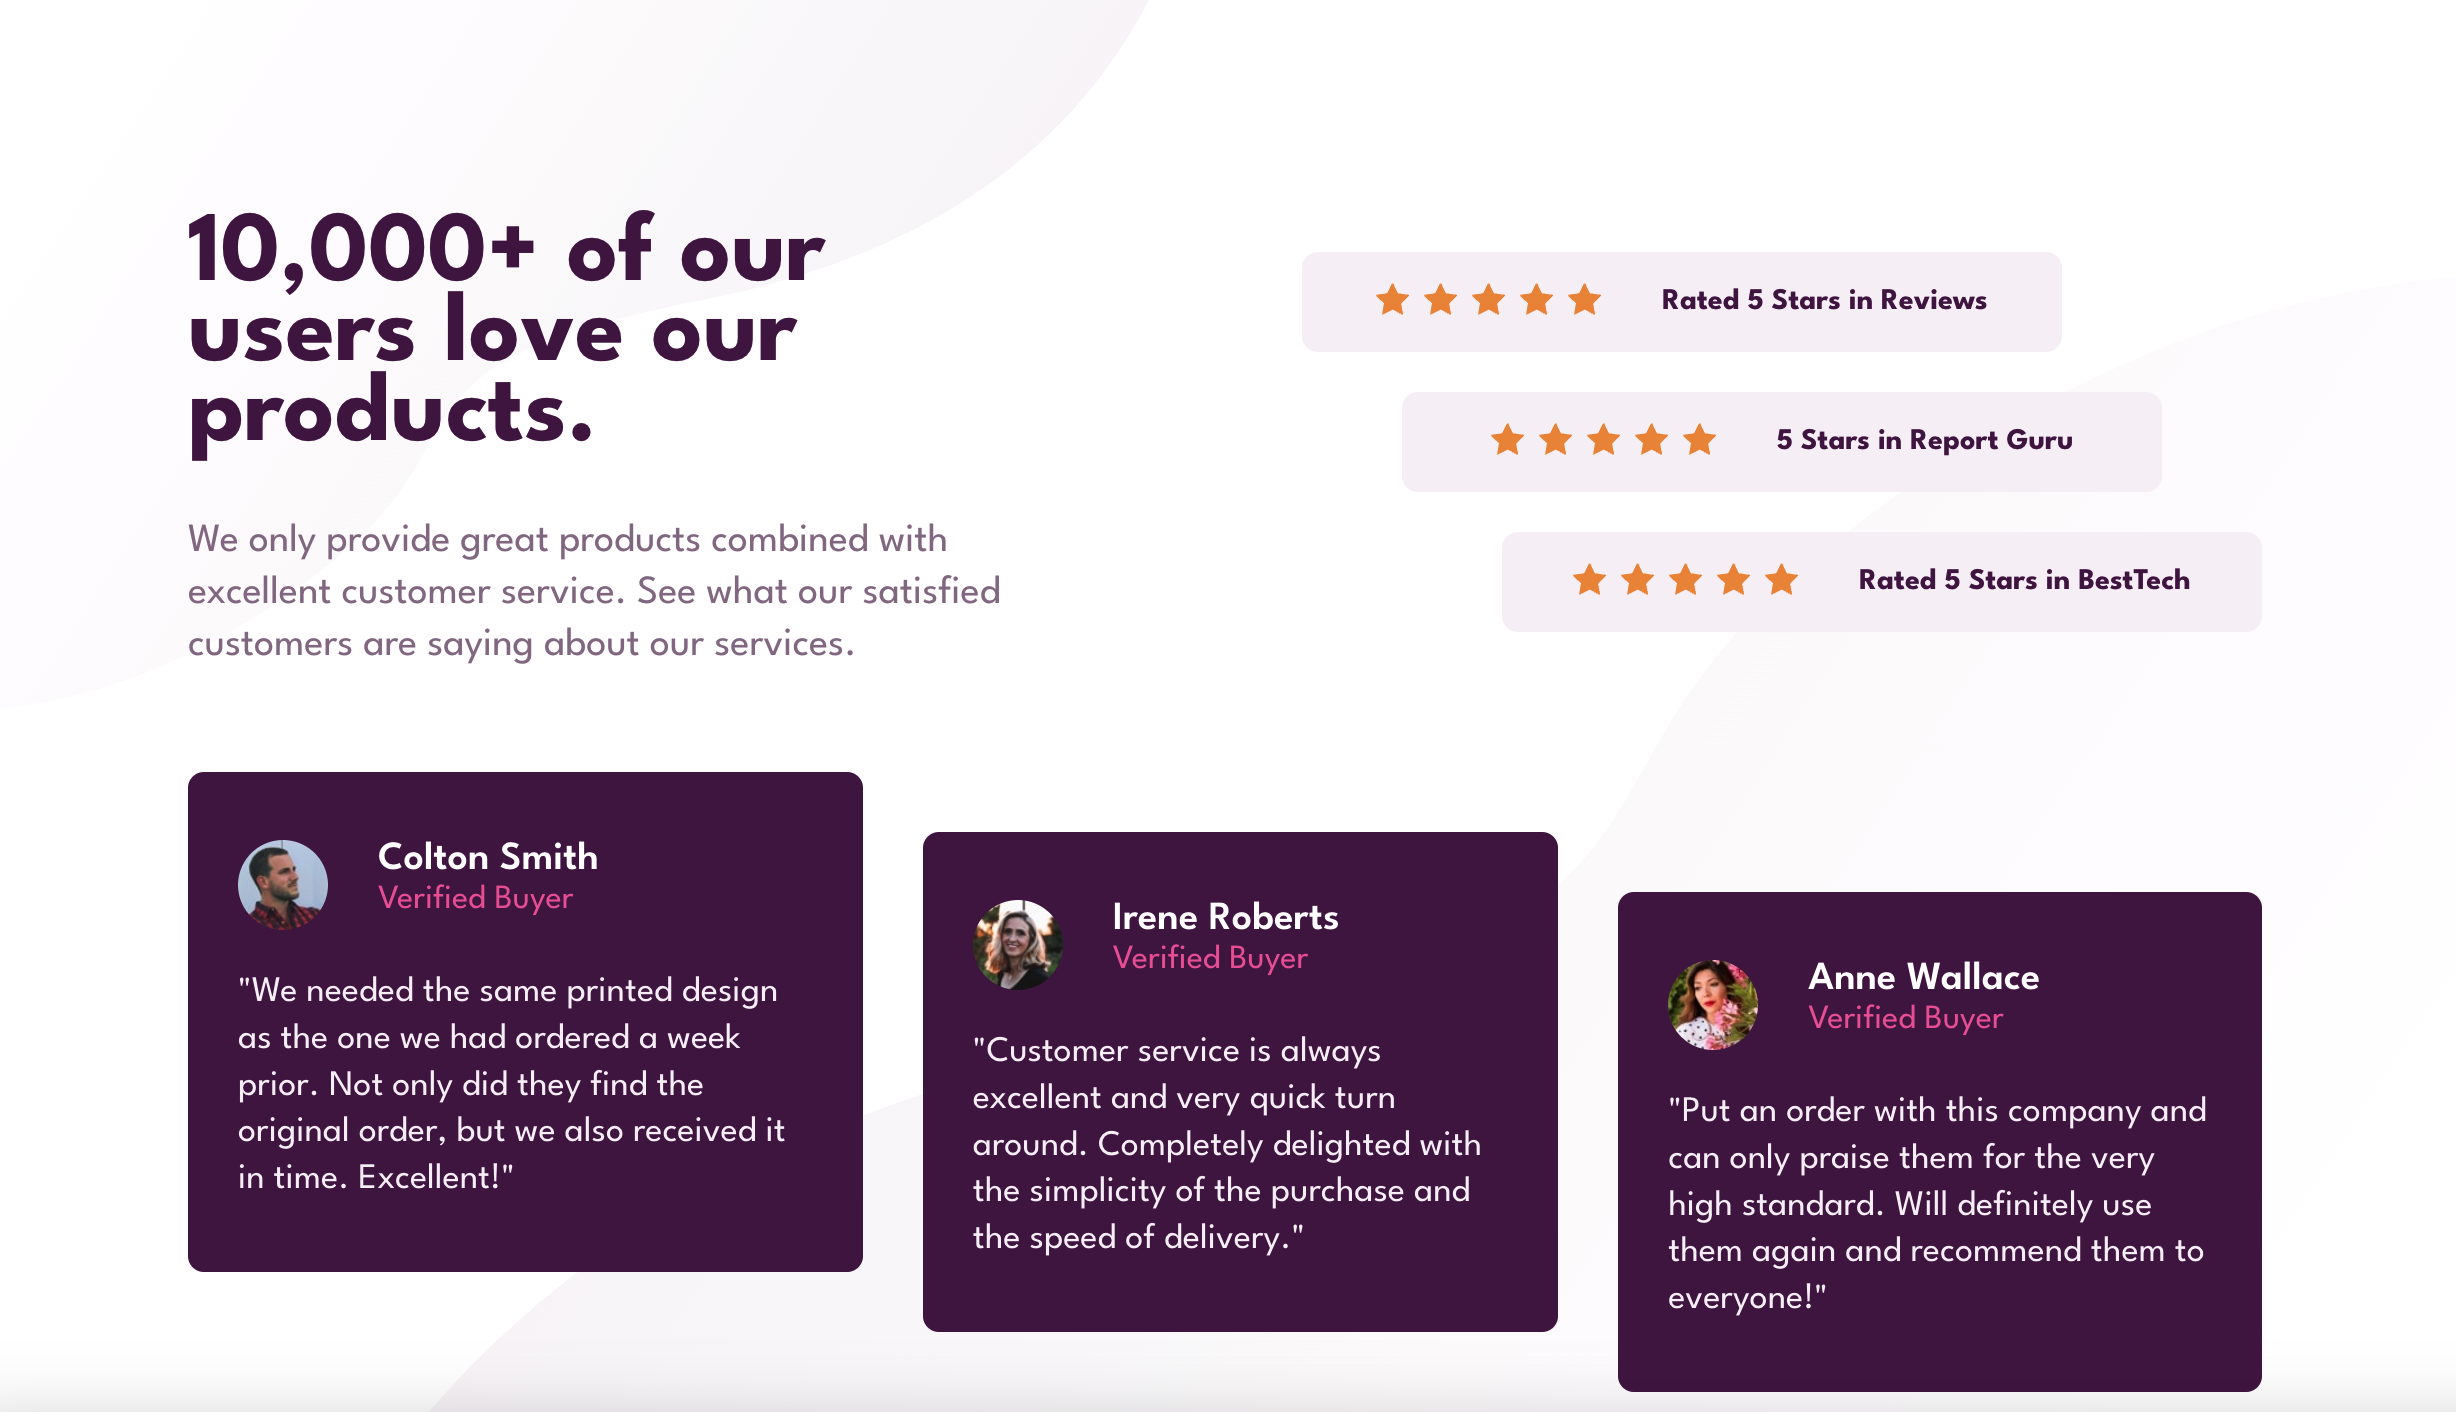 10,000+ of our
users love our
products.
We only provide great products combined with
excellent customer service. See what our satisfied
customers are saying about our services.
Rated 5 Stars in Reviews
5 Stars in Report Guru
Rated 5 Stars in BestTech
Colton Smith
Verified Buyer
"We needed the same printed design
as the one we had ordered a week
prior. Not only did they find the
original order, but we also received it
in time. Excellent!"
Irene Roberts
Verified Buyer
"Customer service is always
excellent and very quick turn
around. Completely delighted with
the simplicity of the purchase and
the speed of delivery."
Anne Wallace
Verified Buyer
"Put an order with this company and
can only praise them for the very
high standard. Will definitely use
them again and recommend them to
everyone!"